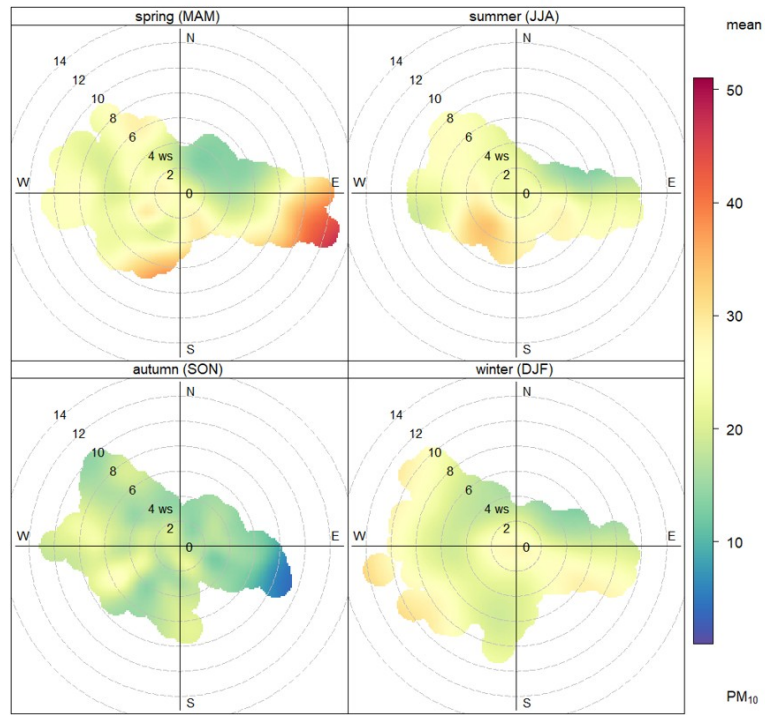 spring (MAM)
summer (JJA)
mean
N
14
12
10
8
6
4 ws
2
0
W
E
S
N
14
12
10
8
6
4 ws
2
0
W
E
S
50
40
30
20
10
autumn (SON)
winter (DJF)
N
14
12
10
8
6
4 ws
2
0
W
E
S
N
14
12
10
8
6
4 ws
2
0
W
E
S
PM₁₀